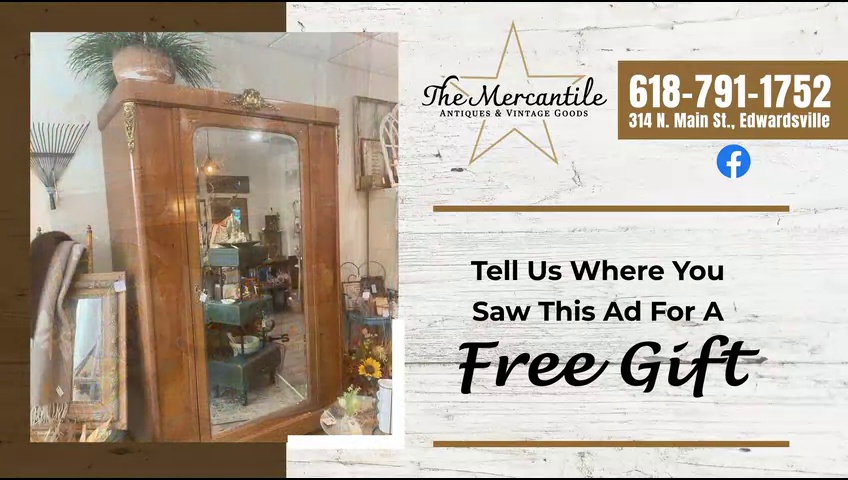 The Mercantile
Antiques & Vintage Goods
618-791-1752
314 N. Main St., Edwardsville
Tell Us Where You
Saw This Ad For A
Free Gift